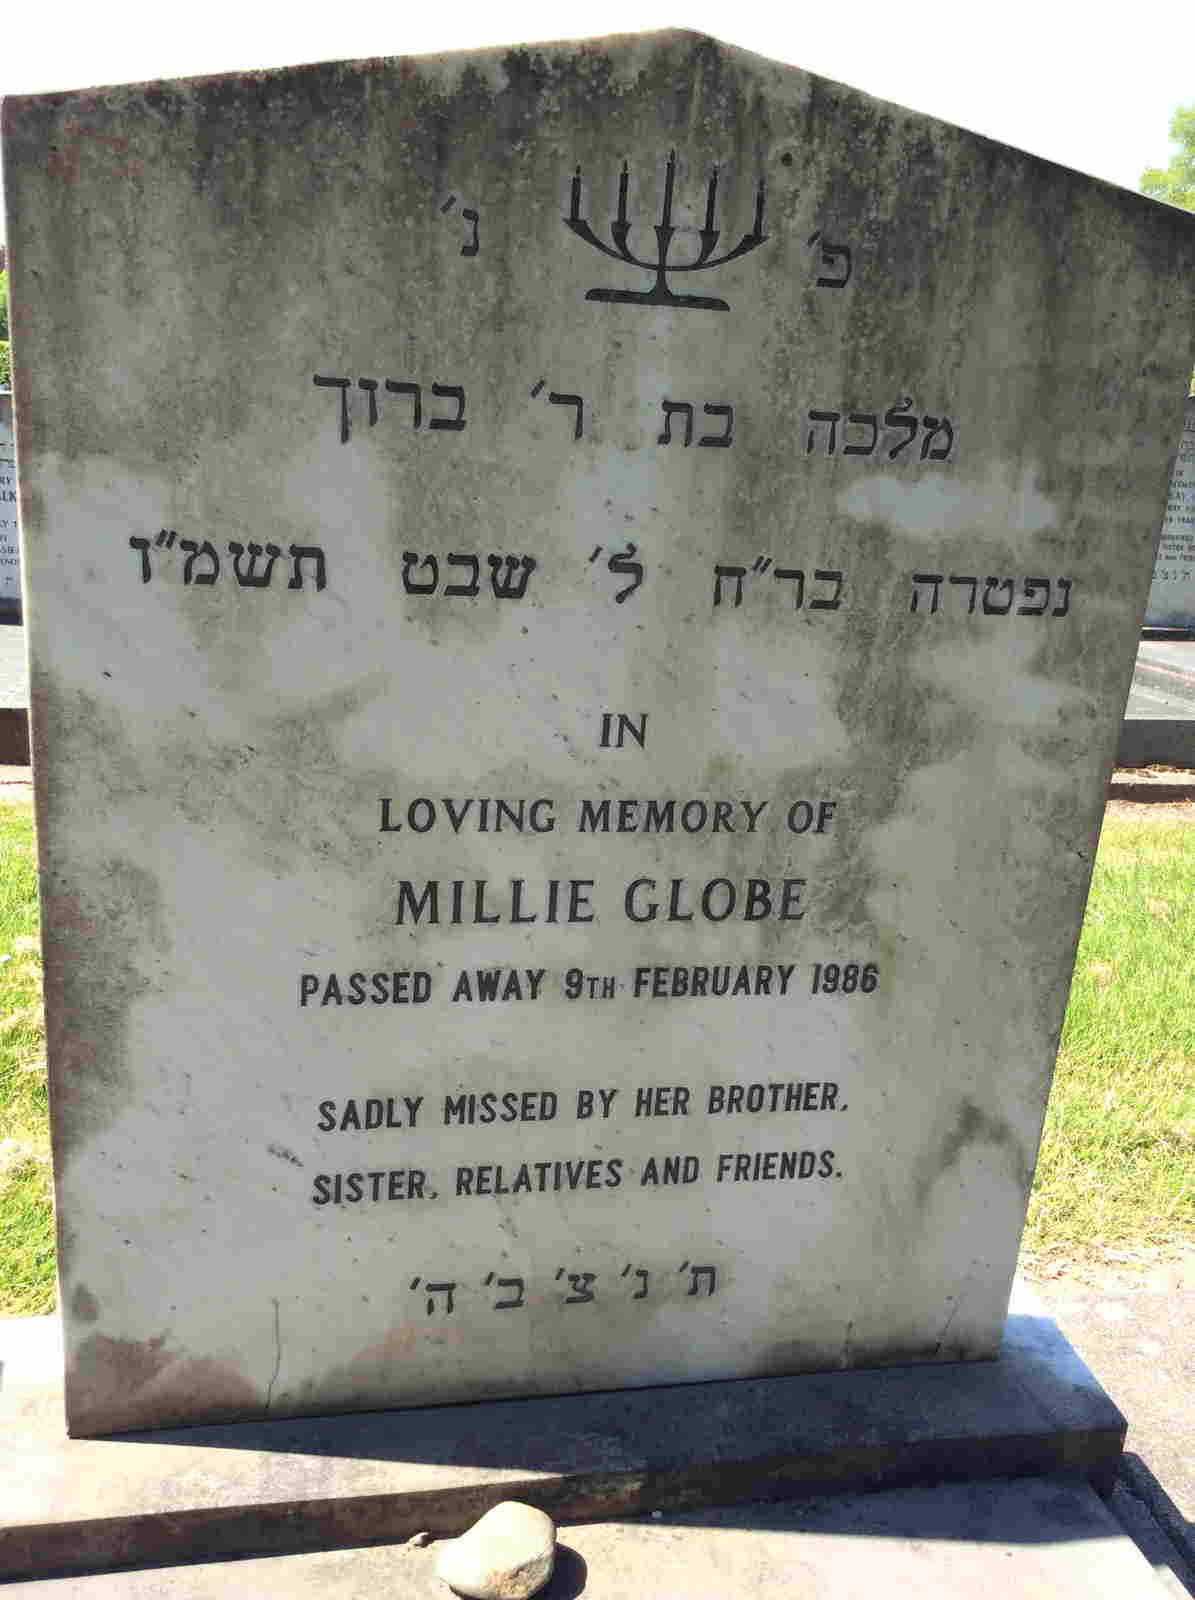 פ׳ נ׳
מלכה בת ר׳ ברוך
נפטרה בר״ח ל׳ שבט תשמ״ו
IN
LOVING MEMORY OF
MILLIE GLOBE
PASSED AWAY 9TH FEBRUARY 1986
SADLY MISSED BY HER BROTHER,
SISTER, RELATIVES AND FRIENDS.
ת׳ נ׳ צ׳ ב׳ ה׳